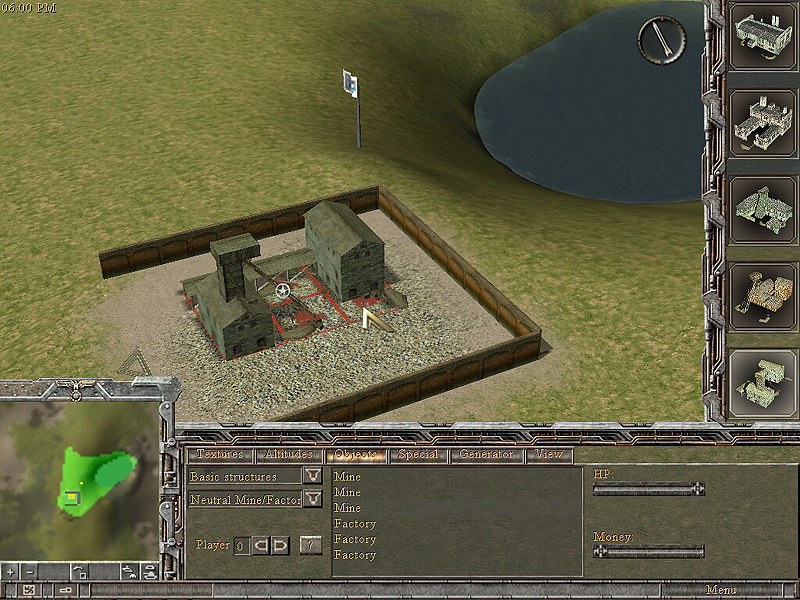 06:00 PM
Textures Altitudes Objects Special Generator View
Basic structures
Neutral Mine/Factor
Player 0 ?
Mine
Mine
Mine
Factory
Factory
Factory
HP:
Money:
+ -
Menu